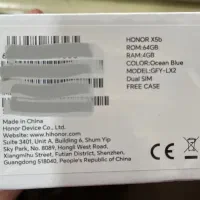 HONOR X5b
ROM:64GB
RAM:4GB
COLOR:Ocean Blue
MODEL:GFY-LX2
Dual SIM
FREE CASE
Made in China
Honor Device Co., Ltd.
Website: www.hihonor.com
Suite 3401, Unit A, Building 6, Shum Yip
Sky Park, No. 8089, Hongli West Road,
Xiangmihu Street, Futian District, Shenzhen,
Guangdong 518040, People's Republic of China
CE